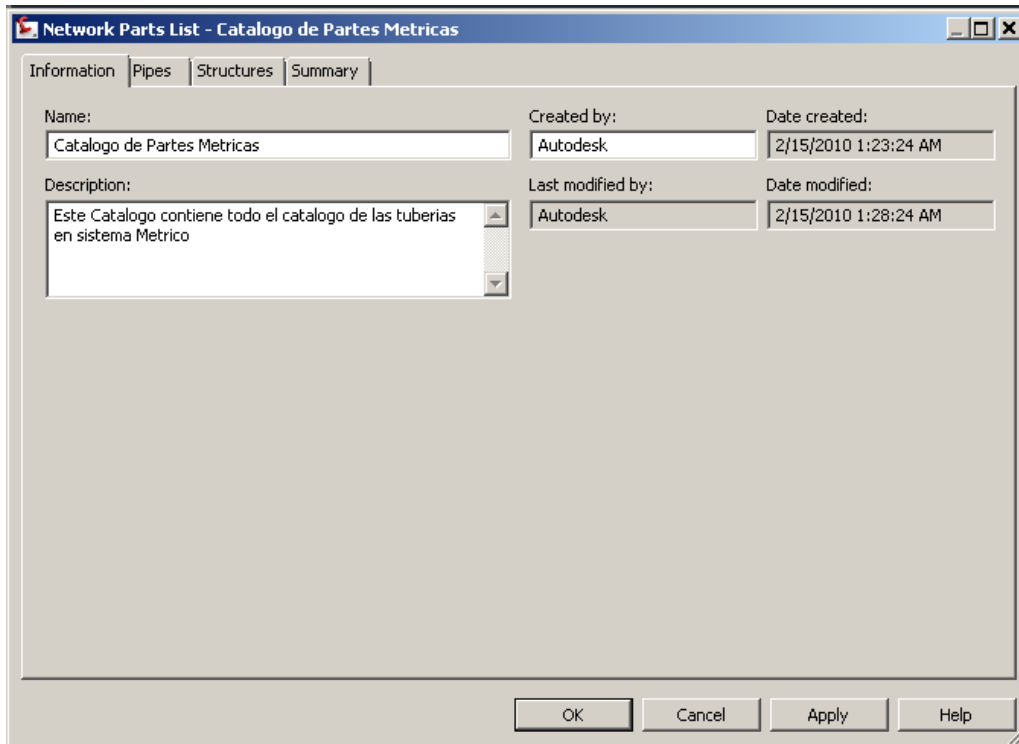 Network Parts List - Catalogo de Partes Metricas
Information Pipes Structures Summary
Name: Created by: Date created:
Catalogo de Partes Metricas Autodesk 2/15/2010 1:23:24 AM
Description: Last modified by: Date modified:
Este Catalogo contiene todo el catalogo de las tuberias Autodesk 2/15/2010 1:28:24 AM
en sistema Metrico
OK Cancel Apply Help